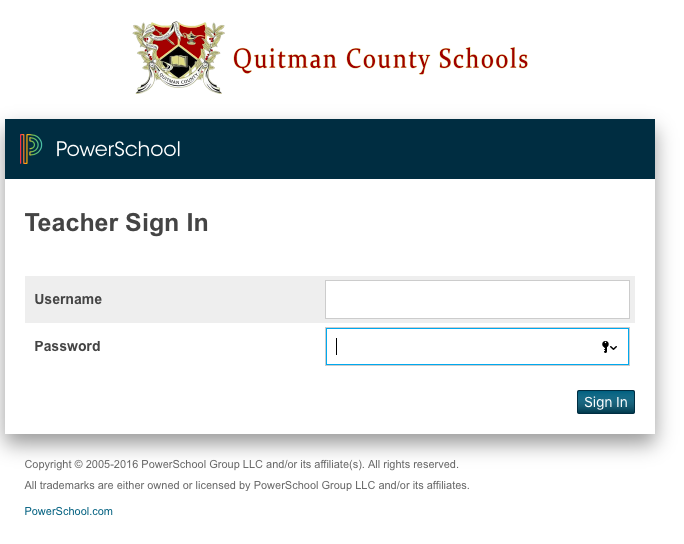 QUITMAN COUNTY
Quitman County Schools
PowerSchool
Teacher Sign In
Username
Password
Sign In
Copyright © 2005-2016 PowerSchool Group LLC and/or its affiliate(s). All rights reserved.
All trademarks are either owned or licensed by PowerSchool Group LLC and/or its affiliates.
PowerSchool.com